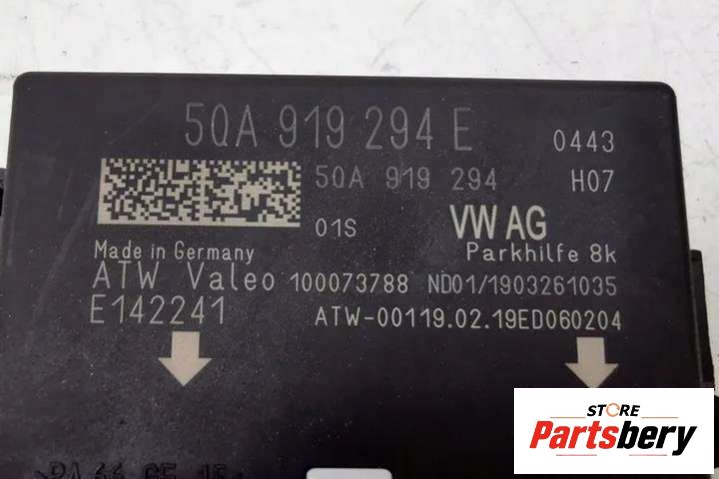 5QA 919 294 E 0443
5QA 919 294 H07
01S VW AG
Made in Germany Parkhilfe 8k
ATW Valeo 100073788 ND01/1903261035
E142241 ATW-00119.02.19ED060204
STORE
Partsbery